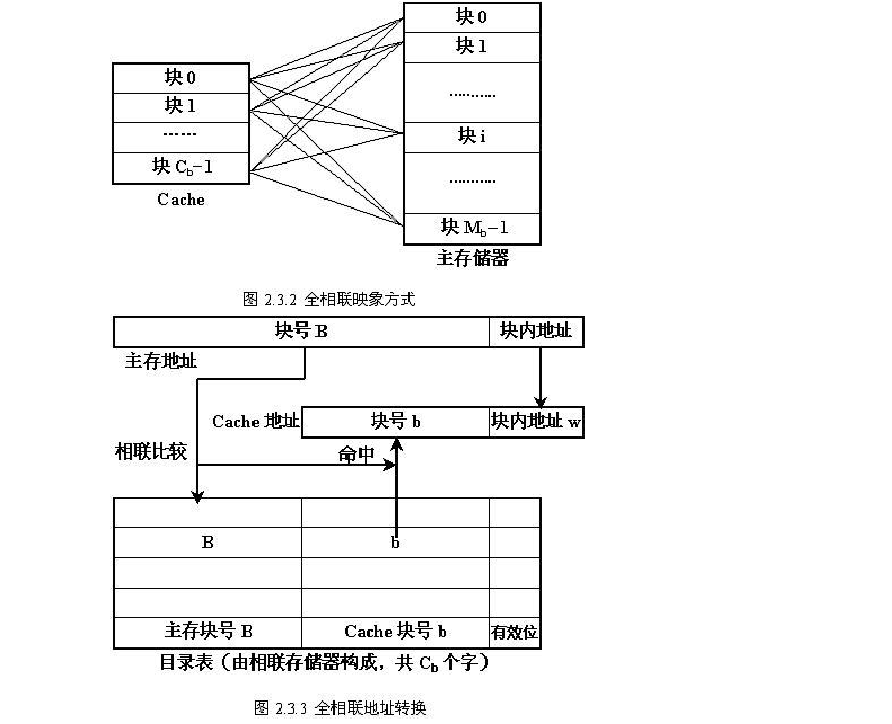 块0
块1
块0
块1
············
······
块i
块 C_b-1
············
Cache
块 M_b-1
主存储器
图 2.3.2 全相联映象方式
块号 B 块内地址
主存地址
Cache 地址 块号 b 块内地址 w
相联比较
命中
B b
主存块号 B Cache 块号 b 有效位
目录表（由相联存储器构成，共 C_b 个字）
图 2.3.3 全相联地址转换